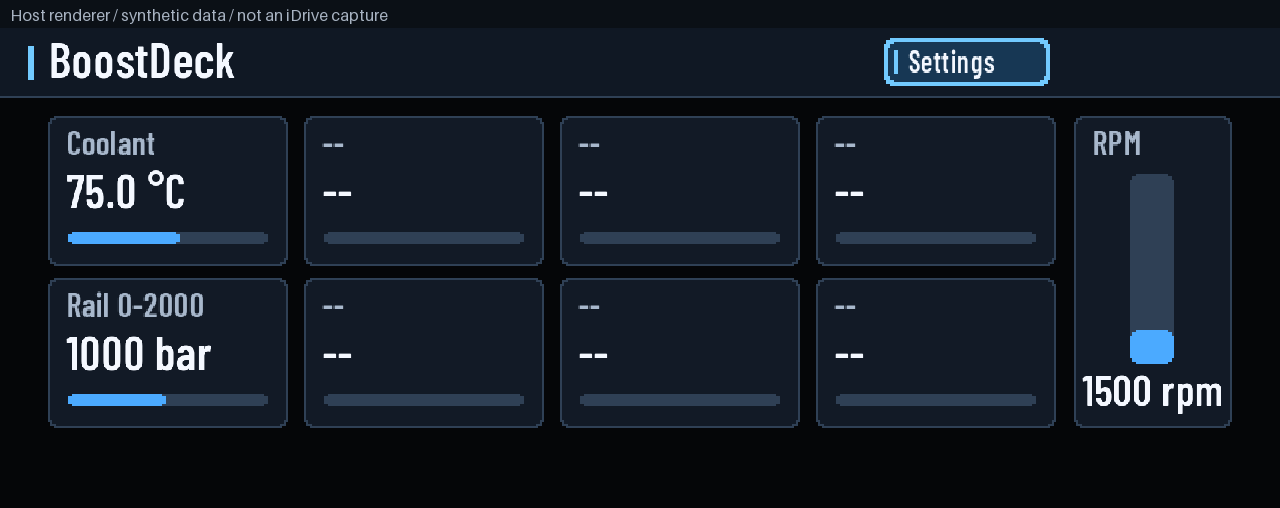 Host renderer / synthetic data / not an iDrive capture
BoostDeck
Settings
Coolant
75.0 °C
--
--
--
--
--
--
RPM
1500 rpm
Rail 0-2000
1000 bar
--
--
--
--
--
--